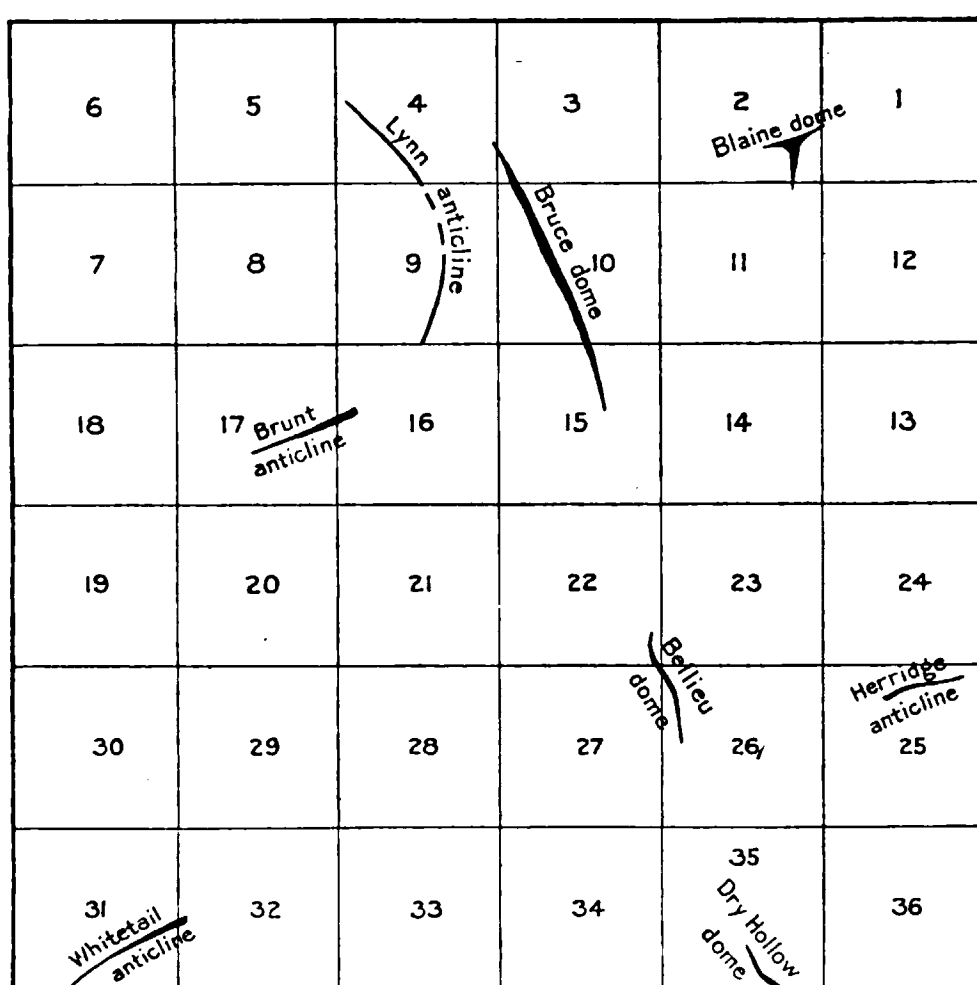 6
5
4
3
2
1
Blaine dome
Lynn anticline
Bruce dome
7
8
9
10
11
12
18
17
Brunt
anticline
16
15
14
13
19
20
21
22
23
24
Bellieu
dome
Herridge
anticline
30
29
28
27
26
25
31
32
33
34
35
36
Whitetail
anticline
Dry Hollow
dome